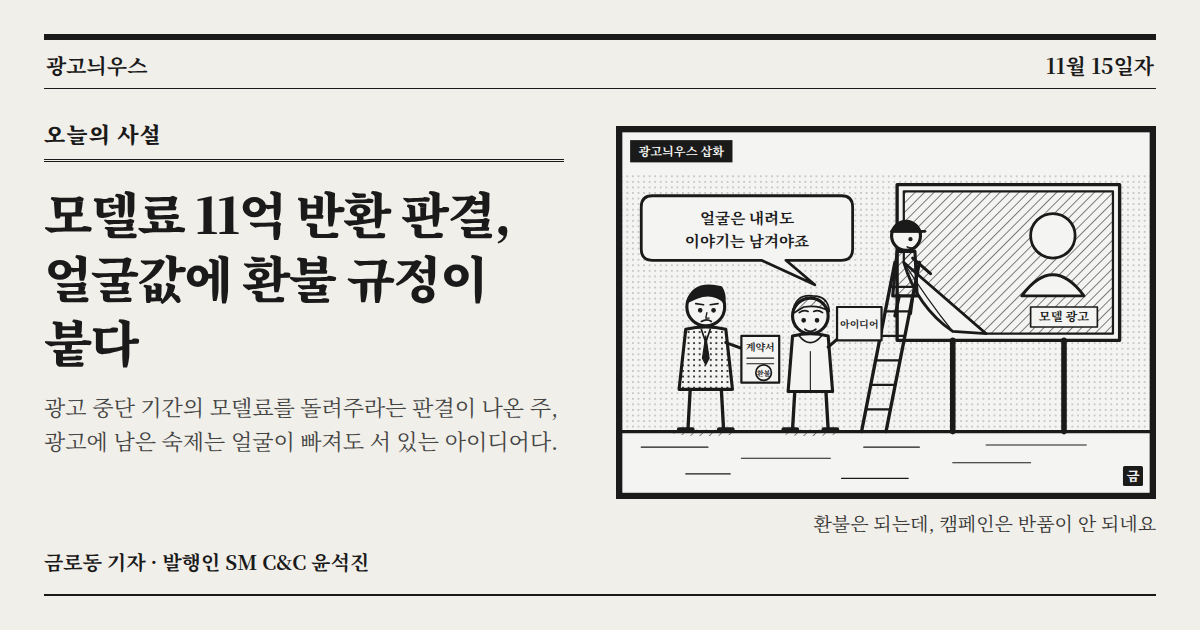 광고늬우스
11월 15일자
오늘의 사설
모델료 11억 반환 판결,
얼굴값에 환불 규정이
붙다
광고 중단 기간의 모델료를 돌려주라는 판결이 나온 주,
광고에 남은 숙제는 얼굴이 빠져도 서 있는 아이디어다.
금로동 기자 · 발행인 SM C&C 윤석진
광고늬우스 삽화
얼굴은 내려도
이야기는 남겨야죠
계약서
환불
아이디어
모델 광고
금
환불은 되는데, 캠페인은 반품이 안 되네요